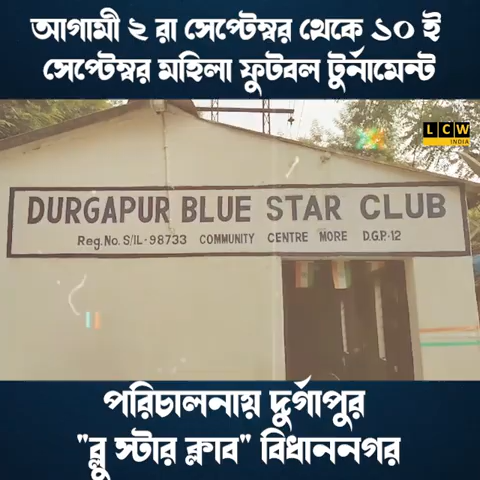 আগামী ২ রা সেপ্টেম্বর থেকে ১০ ই
সেপ্টেম্বর মহিলা ফুটবল টুর্নামেন্ট
LCW
INDIA
DURGAPUR BLUE STAR CLUB
Reg. No. S/IL-98733 COMMUNITY CENTRE MORE D.G.P.-12
পরিচালনায় দুর্গাপুর
"ব্লু স্টার ক্লাব" বিধাননগর